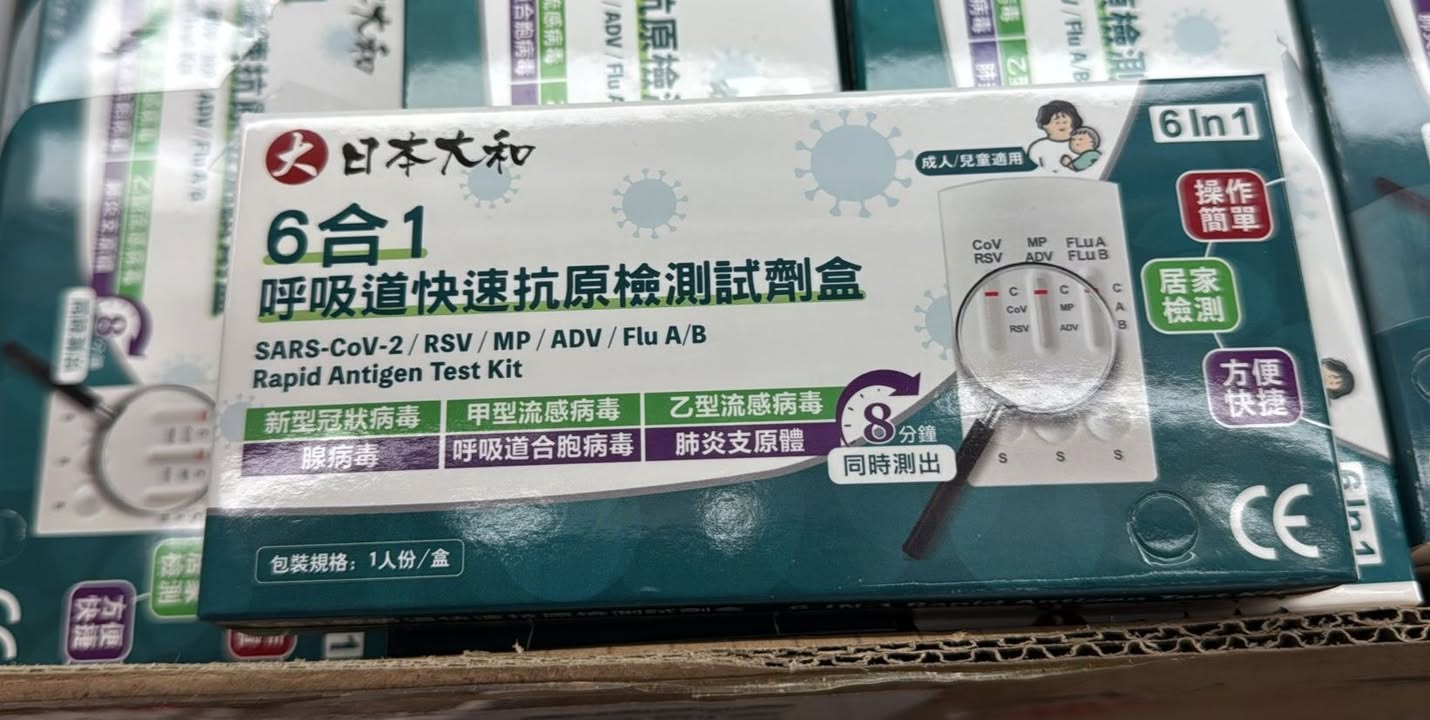 大 日本大和
6合1
呼吸道快速抗原檢測試劑盒
SARS-CoV-2 / RSV / MP / ADV / Flu A/B
Rapid Antigen Test Kit
新型冠狀病毒 甲型流感病毒 乙型流感病毒
腺病毒 呼吸道合胞病毒 肺炎支原體
8分鐘
同時測出
包裝規格：1人份/盒
成人/兒童適用
6 In 1
操作
簡單
居家
檢測
方便
快捷
CoV MP FLuA
RSV ADV FLuB
C C C
CoV MP A
RSV ADV B
S S S
CE